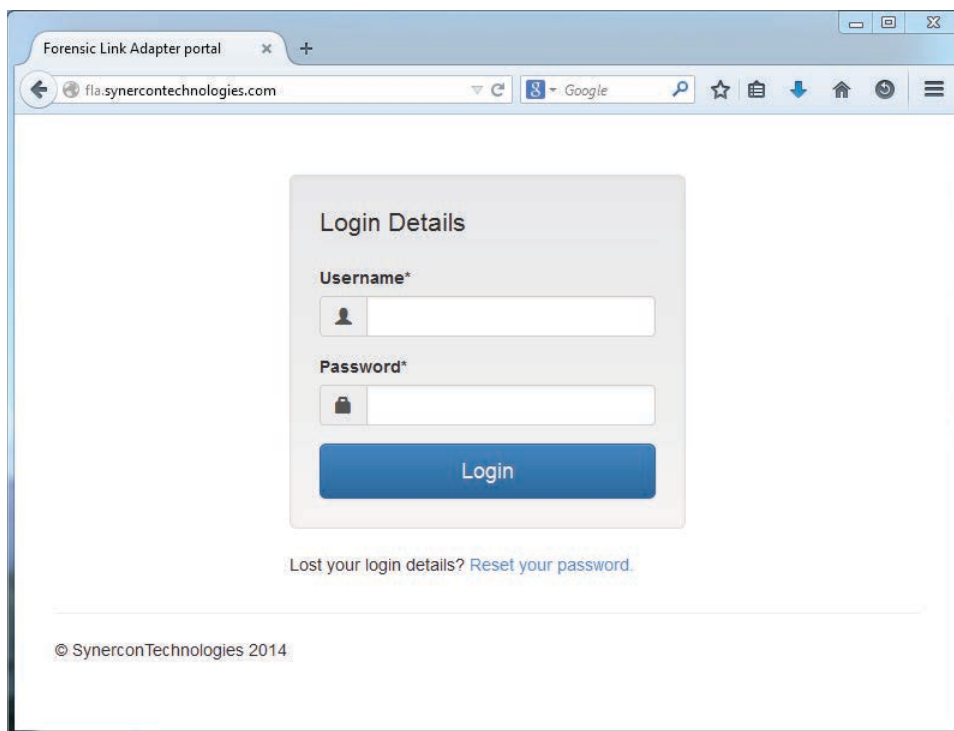 Forensic Link Adapter portal
fla.synercontechnologies.com
Google
Login Details
Username*
Password*
Login
Lost your login details? Reset your password.
© SynerconTechnologies 2014